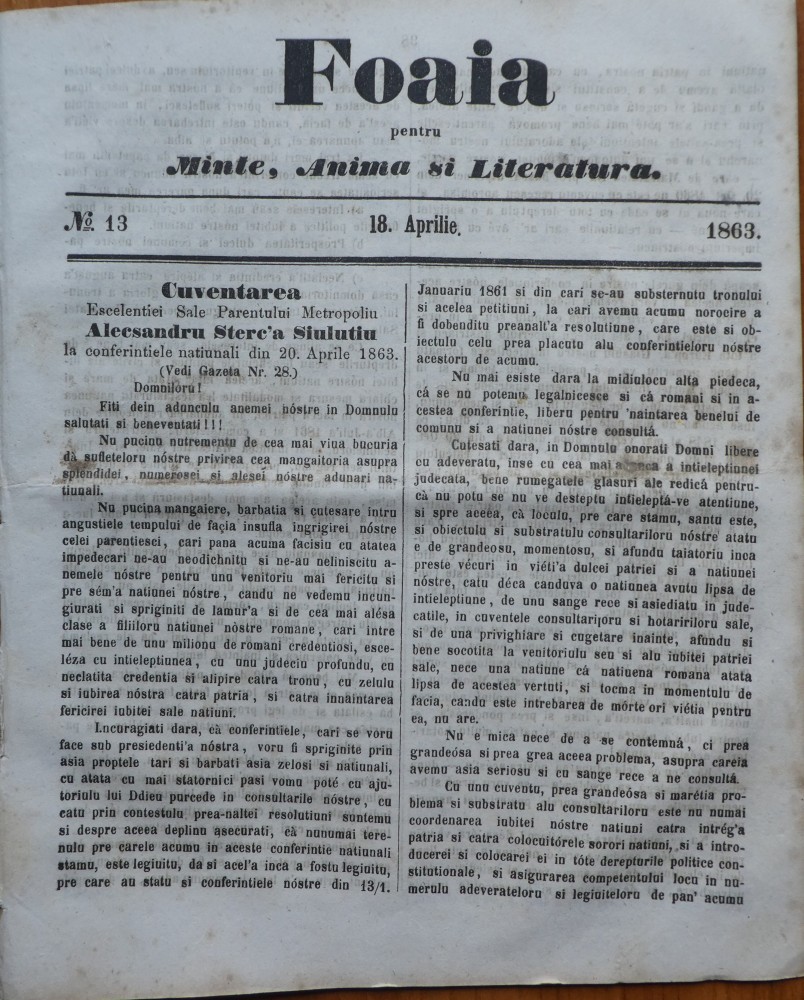 Foaia
pentru
Minte, Anima si Literatura.
No. 13
18. Aprilie.
1863.
Cuventarea
Escelentiei Sale Parentului Metropoliu
Alecsandru Sterc'a Siulutiu
la conferintiele natiunali din 20. Aprile 1863.
(Vedi Gazeta Nr. 28.)
Domniloru!
Fiti dein aduncului anemei nóstre in Domnulu
salutati si beneventati!!!
Nu pucinu nutrementu de cea mai viua bucuria
dă sufleteloru nóstre privirea cea mangaitoria asupra
splendidei, numerosei si alesei nóstre adunari na-
tiunali.
Nu pucina mangaiere, barbatia si cutesare intru
angustiele tempului de façia insufla ingrigirei nóstre
celei parentiesci, cari pana acuma facisiu cu atatea
impedecari ne-au neodichnitu si ne-au neliniscitu a-
nemele nóstre pentru unu venitoriu mai fericitu si
pre sém'a natiunei nóstre, candu ne vedemu incun-
giurati si spriginiti de lamur'a si de cea mai alésa
clase a filiiloru natiunei nòstre romane, cari intre
mai bene de unu milionu de romani credentiosi, esce-
léza cu intieleptiunea, cu unu judeciu profundu, cu
neclatita credentia si alipire catra tronu, cu zelulu
si iubirea nóstra catra patria, si catra innaintarea
fericirei iubitei sale natiuni.
Incuragiati dara, cà conferintiele, cari se voru
face sub presiedenti'a nóstra, voru fi spriginite prin
asia proptele tari si barbati asia zelosi si natiunali,
cu atata cu mai statornici pasi vomu poté cu aju-
toriulu lui Ddieu purcede in consultarile nóstre, cu
catu prin contestulu prea-naltei resolutiuni suntemu
si despre aceea deplinu asecurati, cà nunumai tere-
nulu pre carele acumu in aceste conferintie natiunali
stamu, este legiuitu, da si acel'a inca a fostu legiuitu,
pre care au statu si conferintiele nóstre din 13/1.
Januariu 1861 si din cari se-au substernutu tronului
si acelea petitiuni, la cari avemu acumu norocire a
fi dobenditu preanalt'a resolutiune, care este si ob-
iectulu celu prea placutu alu conferintieloru nóstre
acestoru de acumu.
Nu mai esiste dara la midiulocu alta piedeca,
cá se nu potemu legalnicesce si cá romani si in a-
cestea conferintie, liberu pentru 'naintarea benelui de
comunu si a natiunei nóstre consultá.
Cutesati dara, in Domnulu onorati Domni libere
cu adeveratu, inse cu cea mai a intieleptiunei
judecata, bene rumegatele glasuri ale redicá pentru-
cà nu potu se nu ve desteptu intieleptá-ve atentiune,
si spre aceea, cà loculu, pre care stamu, santu este,
si obiectulu si substratulu consultariloru nóstre atatu
e de grandeosu, momentosu, si afundu taiatoriu inca
preste vécuri in viéti'a dulcei patriei si a natiunei
nóstre, catu déca canduva o natiunea avutu lipsa de
intieleptiune, de unu sange rece si asiediatu in jude-
catile, in cuventele consultariloru si hotaririloru sale,
si de una privighiare si cugetare inainte, afundu si
bene socotita la venitoriulu seu si alu iubitei patriei
sale, nece una natiune cá natiuena romana atata
lipsa de acestea vertuti, si tocma in momentulu de
facia, candu este intrebarea de mórte ori viétia pentru
ea, nu are.
Nu e mica nece de a se contemná, ci prea
grandeósa si prea grea aceea problema, asupra careia
avemu asia seriosu si cu sange rece a ne consultá.
Cu unu cuventu, prea grandeósa si marétia pro-
blema si substratu alu consultariloru este nu numai
coordenarea iubitei nóstre natiuni catra intrég'a
patria si catra colocuitórele sorori natiuni, si a intro-
ducerei si colocarei ei in tóte derepturile politice con-
stitutionale, si asigurarea competentului locu in nu-
merulu adeverateloru si legiuiteloru de pan' acumu